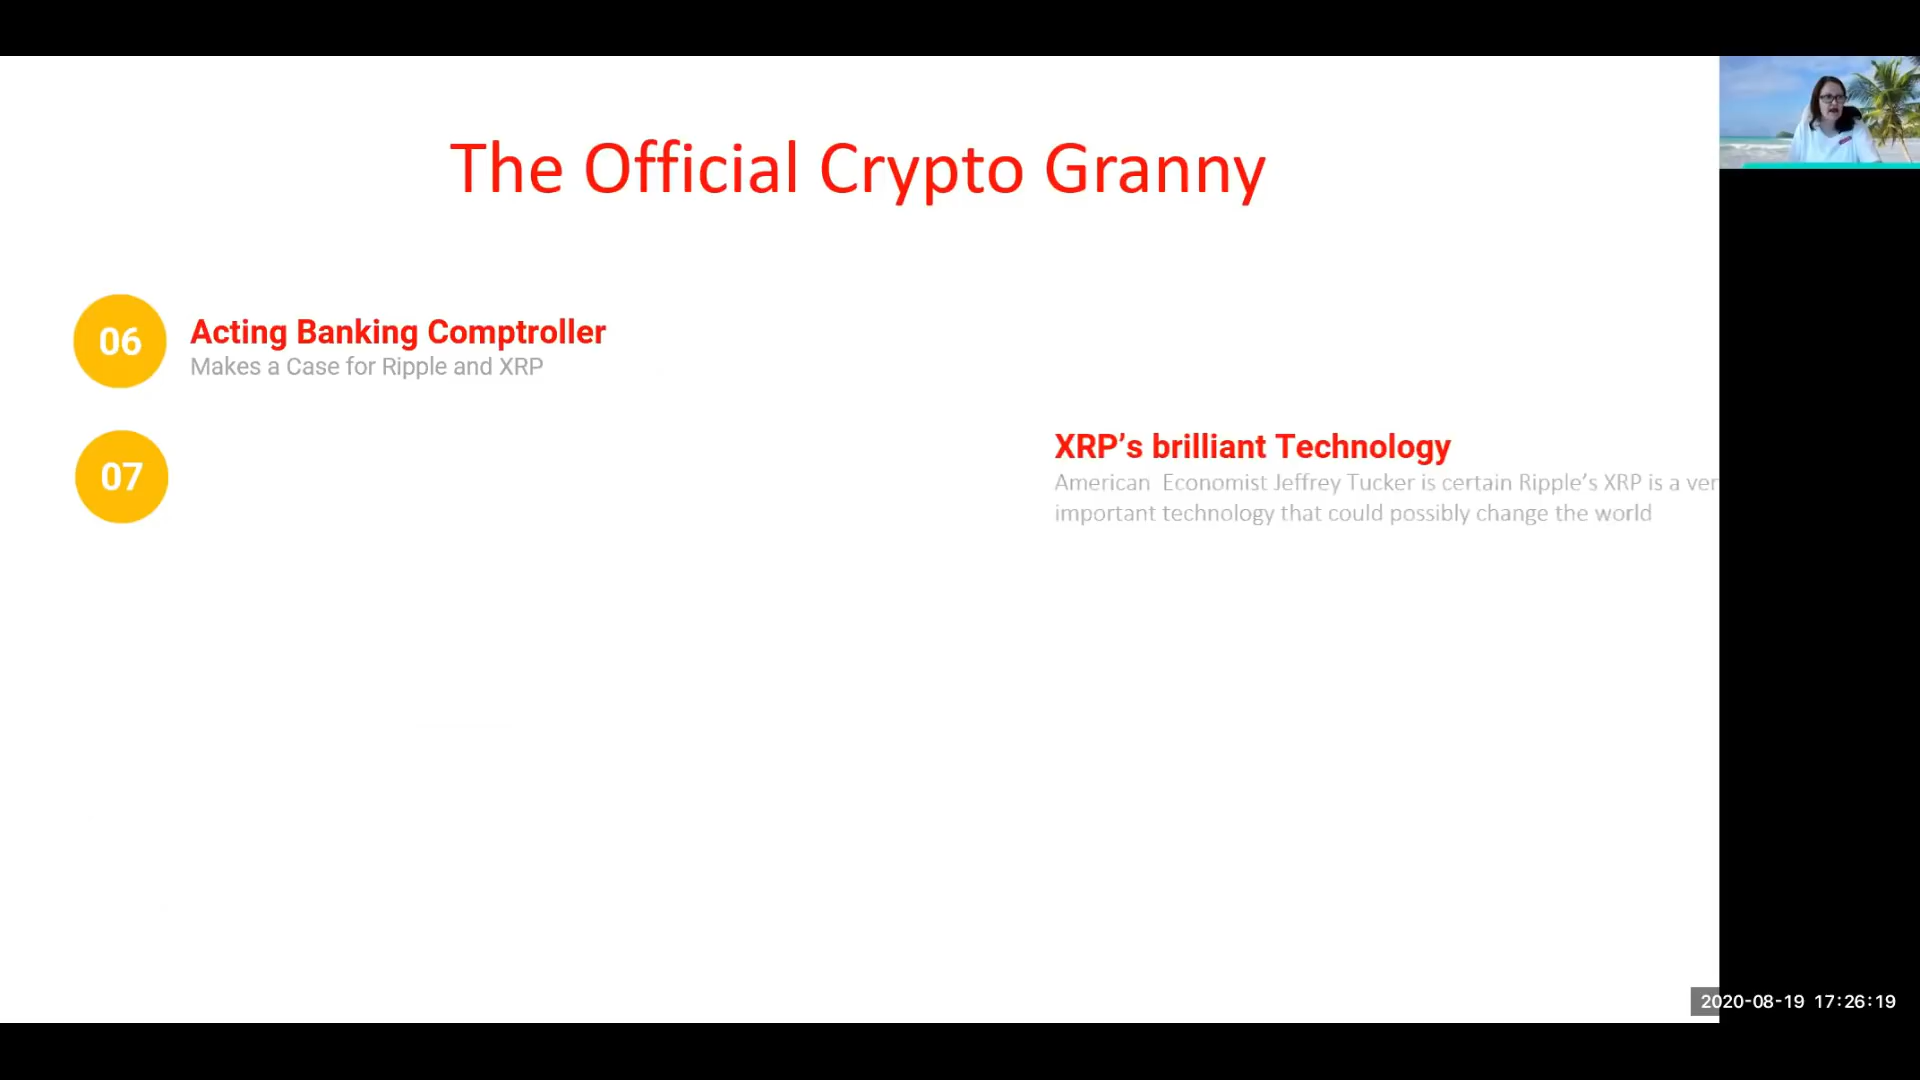 The Official Crypto Granny
06
Acting Banking Comptroller
Makes a Case for Ripple and XRP
07
XRP’s brilliant Technology
American Economist Jeffrey Tucker is certain Ripple’s XRP is a ver
important technology that could possibly change the world
2020-08-19 17:26:19